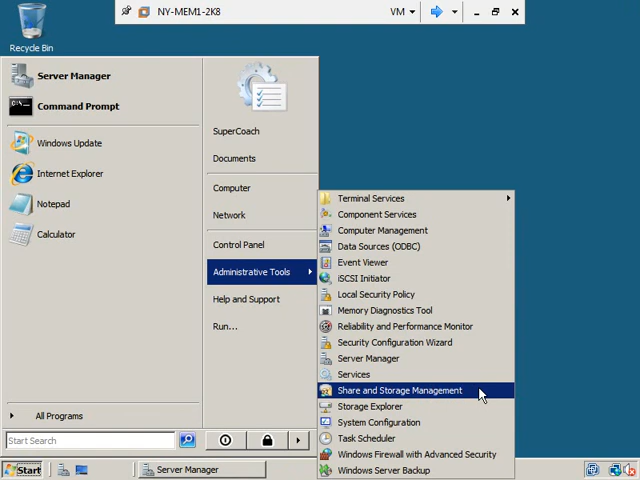 NY-MEM1-2K8
VM
Recycle Bin
Server Manager
Command Prompt
Windows Update
Internet Explorer
Notepad
Calculator
All Programs
Start Search
SuperCoach
Documents
Computer
Network
Control Panel
Administrative Tools
Help and Support
Run...
Terminal Services
Component Services
Computer Management
Data Sources (ODBC)
Event Viewer
iSCSI Initiator
Local Security Policy
Memory Diagnostics Tool
Reliability and Performance Monitor
Security Configuration Wizard
Server Manager
Services
Share and Storage Management
Storage Explorer
System Configuration
Task Scheduler
Windows Firewall with Advanced Security
Windows Server Backup
Start
Server Manager